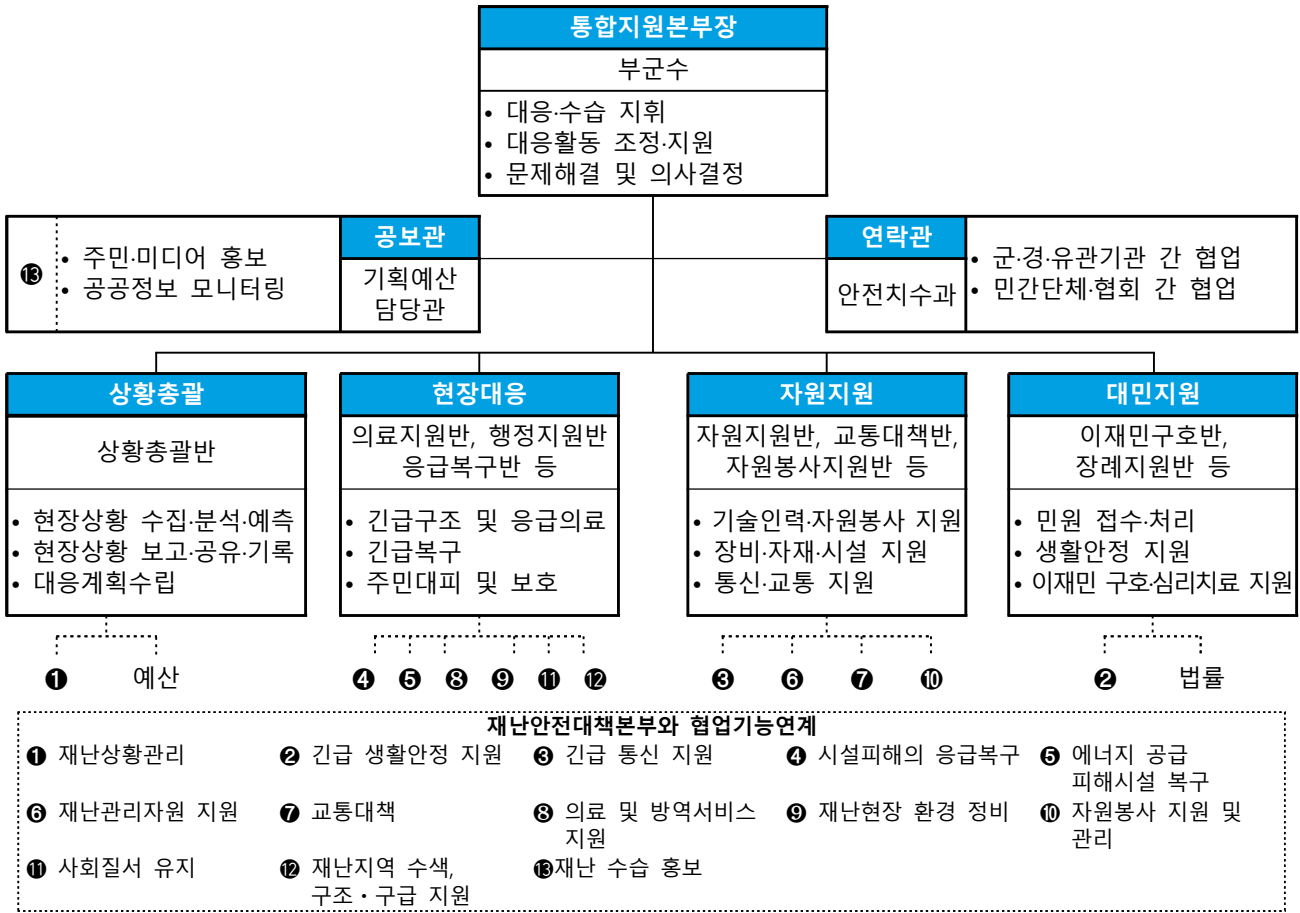 통합지원본부장
부군수
• 대응·수습 지휘
• 대응활동 조정·지원
• 문제해결 및 의사결정
⓭
• 주민·미디어 홍보
• 공공정보 모니터링
공보관
기획예산
담당관
연락관
안전치수과
• 군·경·유관기관 간 협업
• 민간단체·협회 간 협업
상황총괄
상황총괄반
• 현장상황 수집·분석·예측
• 현장상황 보고·공유·기록
• 대응계획수립
현장대응
의료지원반, 행정지원반
응급복구반 등
• 긴급구조 및 응급의료
• 긴급복구
• 주민대피 및 보호
자원지원
자원지원반, 교통대책반,
자원봉사지원반 등
• 기술인력·자원봉사 지원
• 장비·자재·시설 지원
• 통신·교통 지원
대민지원
이재민구호반,
장례지원반 등
• 민원 접수·처리
• 생활안정 지원
• 이재민 구호·심리치료 지원
❶ 예산
❹ ❺ ❽ ❾ ⓫ ⓬
❸ ❻ ❼ ❿
❷ 법률
재난안전대책본부와 협업기능연계
❶ 재난상황관리
❷ 긴급 생활안정 지원
❸ 긴급 통신 지원
❹ 시설피해의 응급복구
❺ 에너지 공급
피해시설 복구
❻ 재난관리자원 지원
❼ 교통대책
❽ 의료 및 방역서비스
지원
❾ 재난현장 환경 정비
❿ 자원봉사 지원 및
관리
⓫ 사회질서 유지
⓬ 재난지역 수색,
구조·구급 지원
⓭재난 수습 홍보